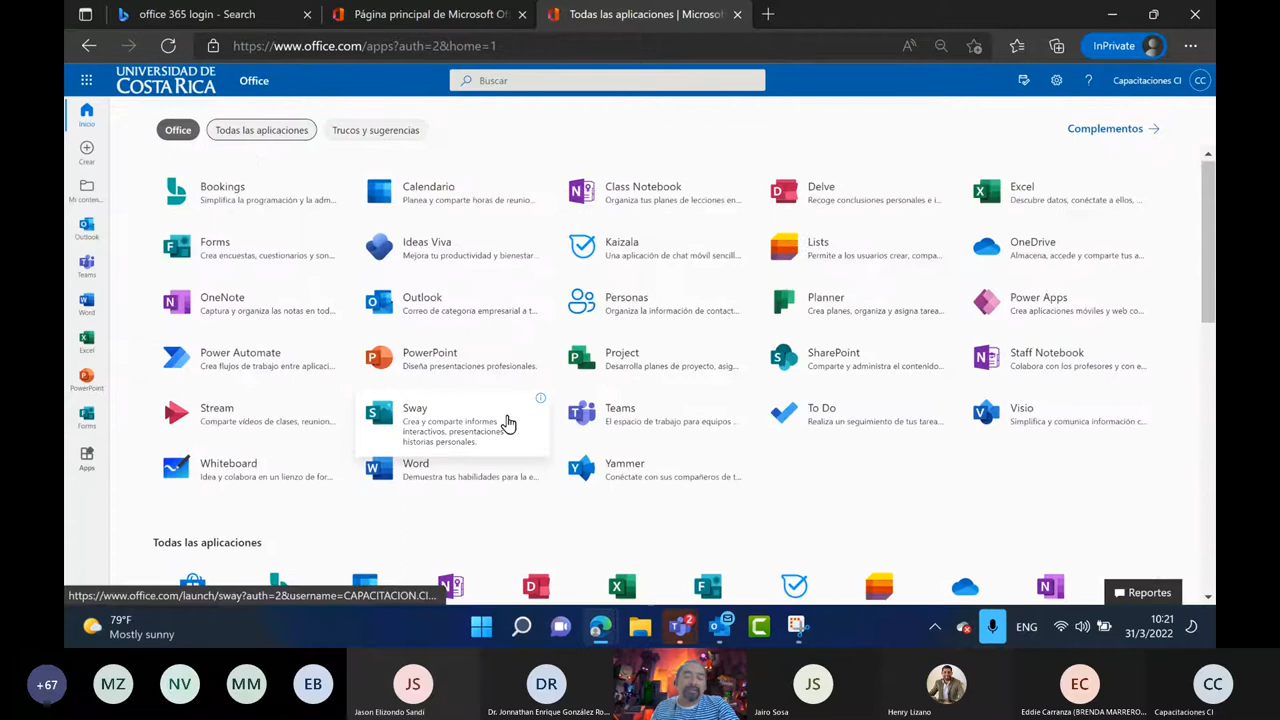 office 365 login - Search
Página principal de Microsoft Of
Todas las aplicaciones | Microsof
https://www.office.com/apps?auth=2&home=1
InPrivate
UNIVERSIDAD DE
COSTA RICA
Office
Buscar
Capacitaciones CI
CC
Inicio
Crear
Mi conten...
Outlook
Teams
Word
Excel
PowerPoint
Forms
Apps
Office
Todas las aplicaciones
Trucos y sugerencias
Complementos
Bookings
Simplifica la programación y la adm...
Calendario
Planea y comparte horas de reunio...
Class Notebook
Organiza tus planes de lecciones en...
Delve
Recoge conclusiones personales e i...
Excel
Descubre datos, conéctate a ellos, ...
Forms
Crea encuestas, cuestionarios y son...
Ideas Viva
Mejora tu productividad y bienestar...
Kaizala
Una aplicación de chat móvil sencill...
Lists
Permite a los usuarios crear, compa...
OneDrive
Almacena, accede y comparte tus a...
OneNote
Captura y organiza las notas en tod...
Outlook
Correo de categoría empresarial a t...
Personas
Organiza la información de contact...
Planner
Crea planes, organiza y asigna tarea...
Power Apps
Crea aplicaciones móviles y web co...
Power Automate
Crea flujos de trabajo entre aplicaci...
PowerPoint
Diseña presentaciones profesionales.
Project
Desarrolla planes de proyecto, asig...
SharePoint
Comparte y administra el contenido...
Staff Notebook
Colabora con los profesores y con e...
Stream
Comparta vídeos de clases, reunion...
Sway
Crea y comparte informes
interactivos, presentaciones
historias personales.
Teams
El espacio de trabajo para equipos ...
To Do
Realiza un seguimiento de tu tarea...
Visio
Simplifica y comunica información c...
Whiteboard
Idea y colabora en un lienzo de for...
Word
Demuestra tus habilidades para la e...
Yammer
Conéctate con sus compañeros de t...
Todas las aplicaciones
https://www.office.com/launch/sway?auth=2&username=CAPACITACION.CI...
Reportes
79°F
Mostly sunny
2
ENG
10:21
31/3/2022
+67
MZ
NV
MM
EB
JS
Jason Elizondo Sandí
DR
Dr. Jonnathan Enrique González Ro...
JS
Jairo Sosa
Henry Lizano
EC
Eddie Carranza (BRENDA MARRERO...
CC
Capacitaciones CI